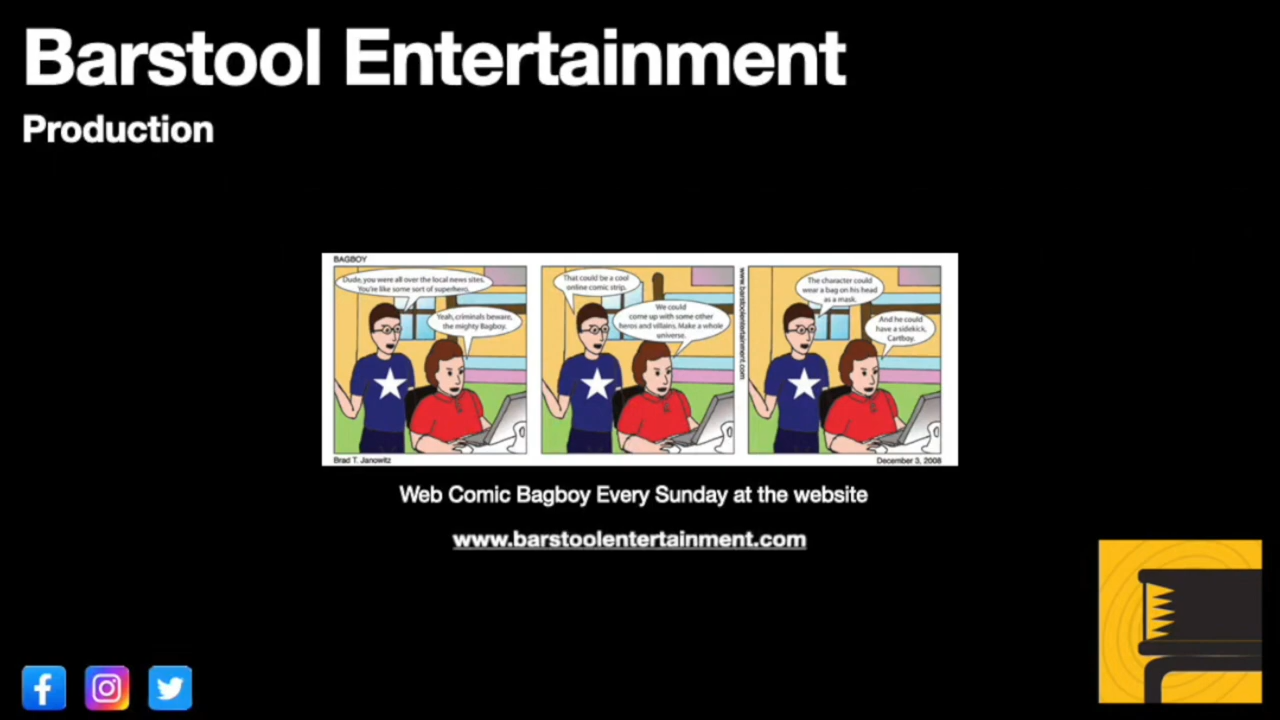 Barstool Entertainment
Production
BAGBOY
Dude, you were all over the local news sites.
You're like some sort of superhero.
Yeah, criminals beware,
the mighty Bagboy.
That could be a cool
online comic strip.
We could
come up with some other
heros and villains. Make a whole
universe.
www.barstoolentertainment.com
The character could
wear a bag on his head
as a mask.
And he could
have a sidekick,
Cartboy.
Brad T. Janowitz
December 3, 2008
Web Comic Bagboy Every Sunday at the website
www.barstoolentertainment.com